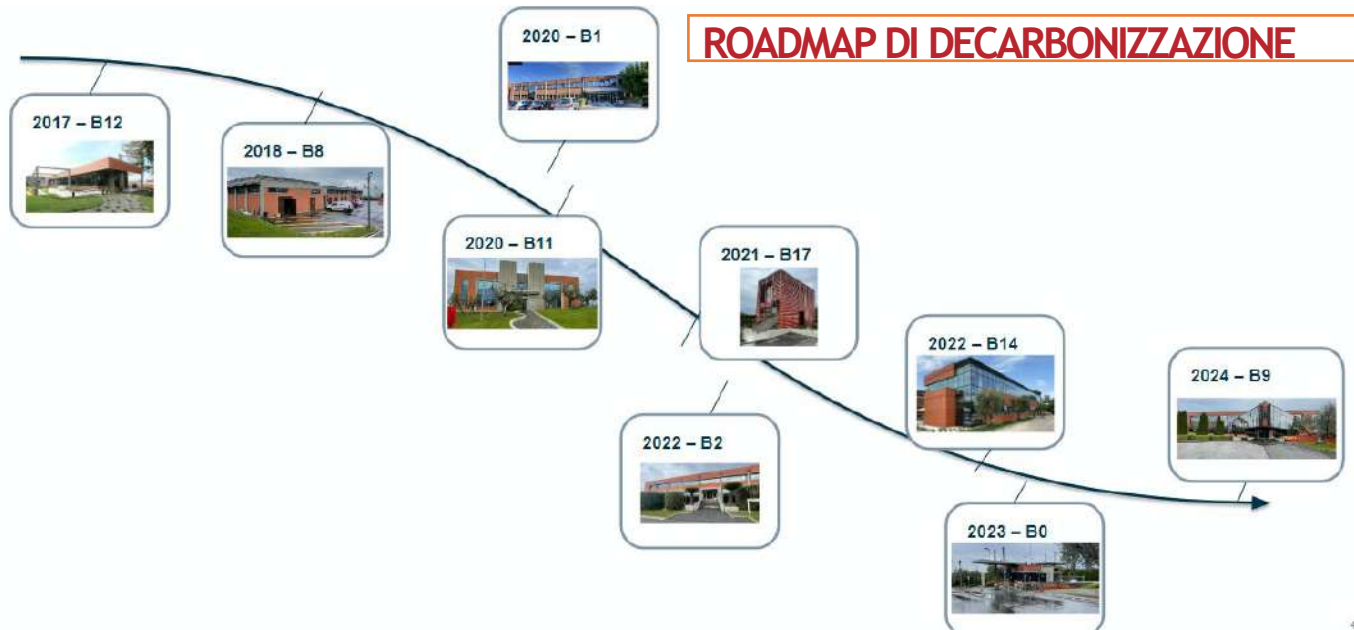 ROADMAP DI DECARBONIZZAZIONE
2017 – B12
2018 – B8
2020 – B1
2020 – B11
2021 – B17
2022 – B2
2022 – B14
2023 – B0
2024 – B9
4